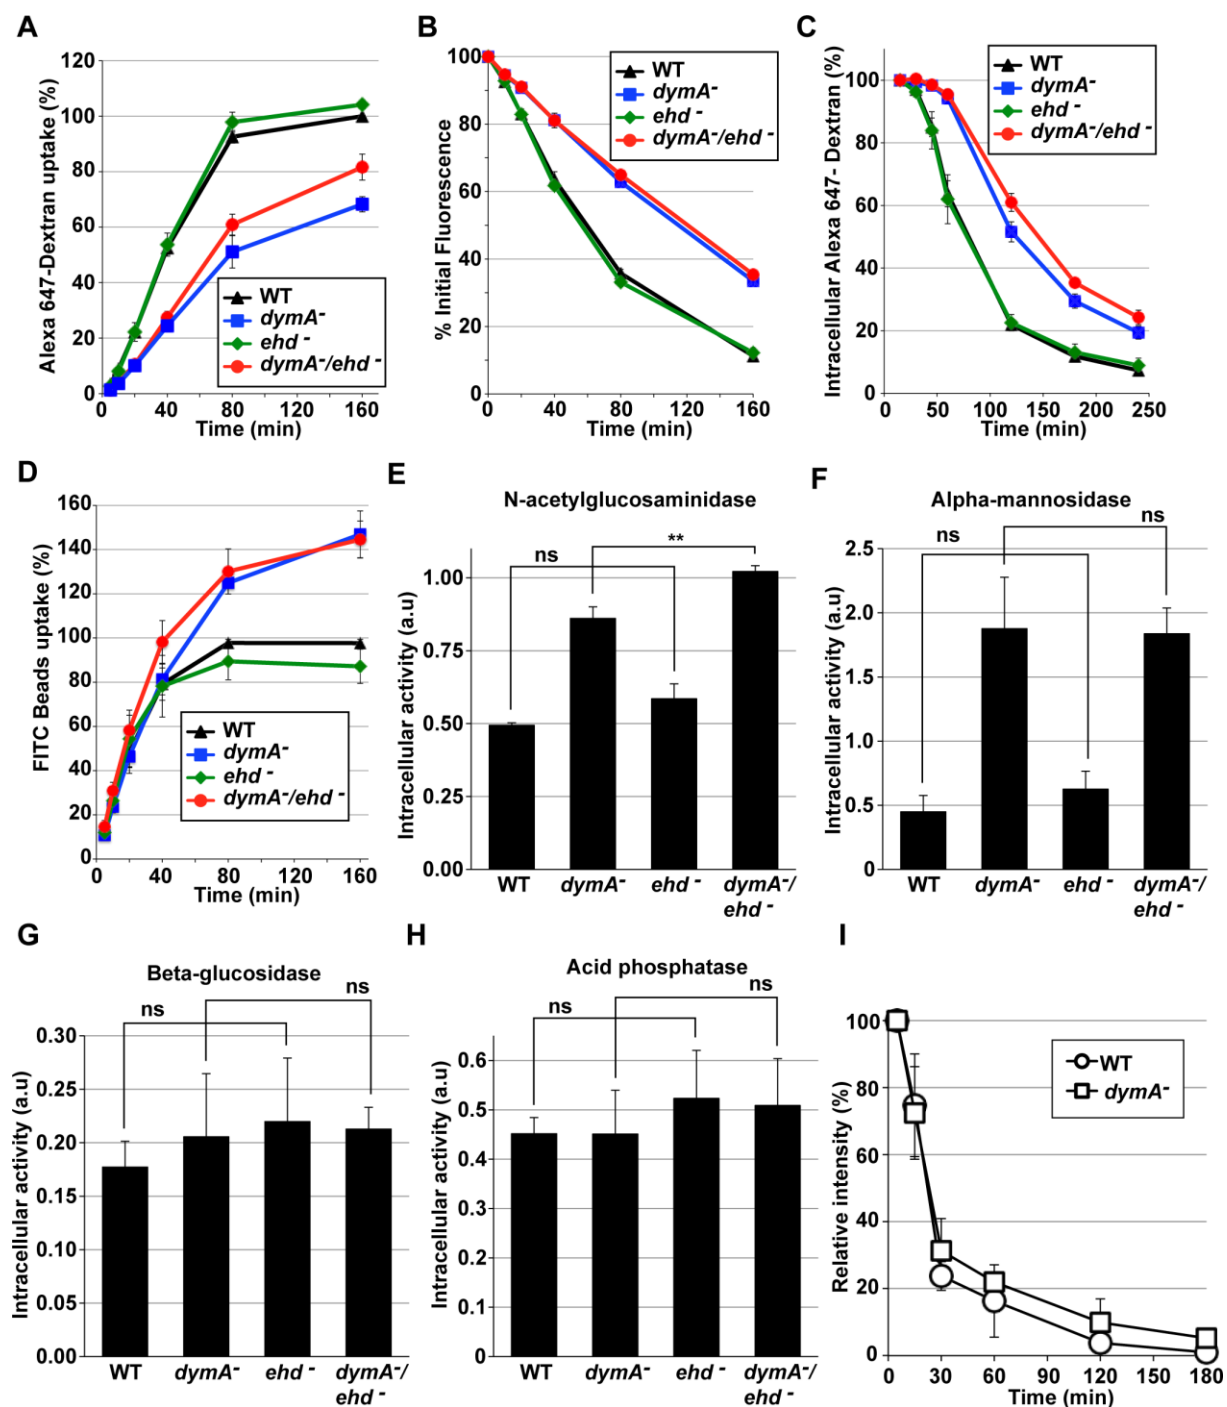 A
Alexa 647-Dextran uptake (%)
120
100
80
60
40
20
0
0 40 80 120 160
Time (min)
WT
dymA-
ehd -
dymA-/ehd -
B
% Initial Fluorescence
100
80
60
40
20
0
0 40 80 120 160
Time (min)
WT
dymA-
ehd -
dymA-/ehd -
C
Intracellular Alexa 647- Dextran (%)
100
80
60
40
20
0
0 50 100 150 200 250
Time (min)
WT
dymA-
ehd -
dymA-/ehd -
D
FITC Beads uptake (%)
160
140
120
100
80
60
40
20
0
0 40 80 120 160
Time (min)
WT
dymA-
ehd -
dymA-/ehd -
E
N-acetylglucosaminidase
ns
**
Intracellular activity (a.u)
1.00
0.75
0.50
0.25
0.00
WT dymA- ehd - dymA-/
ehd -
F
Alpha-mannosidase
ns
ns
Intracellular activity (a.u)
2.5
2.0
1.5
1.0
0.5
0
WT dymA- ehd - dymA-/
ehd -
G
Beta-glucosidase
ns
ns
Intracellular activity (a.u)
0.30
0.25
0.20
0.15
0.10
0.05
0.00
WT dymA- ehd - dymA-/
ehd -
H
Acid phosphatase
ns
ns
Intracellular activity (a.u)
0.6
0.5
0.4
0.3
0.2
0.1
0
WT dymA- ehd - dymA-/
ehd -
I
Relative intensity (%)
100
80
60
40
20
0
0 30 60 90 120 150 180
Time (min)
WT
dymA-